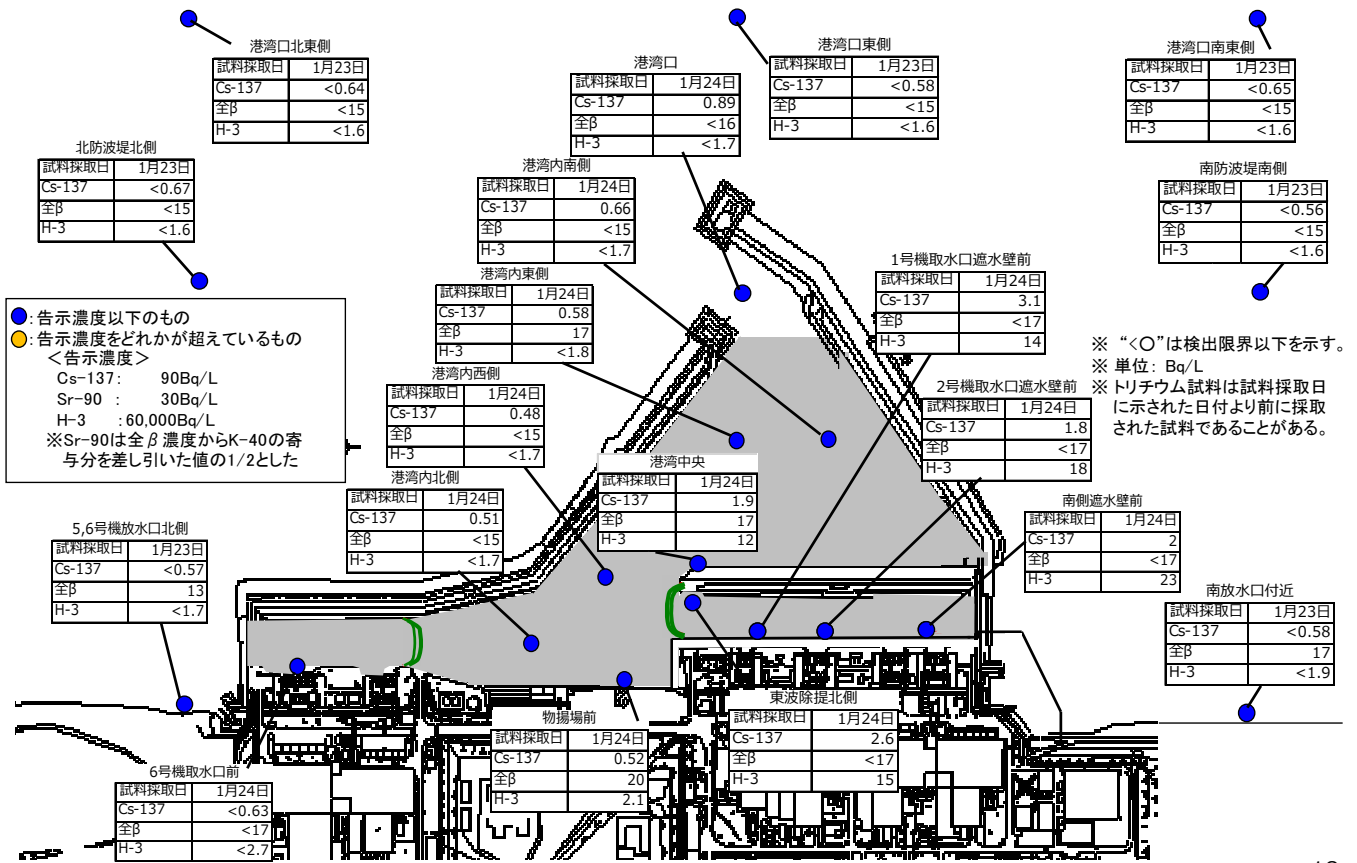 港湾口北東側
試料採取日 1月23日
Cs-137 <0.64
全β <15
H-3 <1.6
港湾口
試料採取日 1月24日
Cs-137 0.89
全β <16
H-3 <1.7
港湾口東側
試料採取日 1月23日
Cs-137 <0.58
全β <15
H-3 <1.6
港湾口南東側
試料採取日 1月23日
Cs-137 <0.65
全β <15
H-3 <1.6
北防波堤北側
試料採取日 1月23日
Cs-137 <0.67
全β <15
H-3 <1.6
港湾内南側
試料採取日 1月24日
Cs-137 0.66
全β <15
H-3 <1.7
南防波堤南側
試料採取日 1月23日
Cs-137 <0.56
全β <15
H-3 <1.6
港湾内東側
試料採取日 1月24日
Cs-137 0.58
全β 17
H-3 <1.8
1号機取水口遮水壁前
試料採取日 1月24日
Cs-137 3.1
全β <17
H-3 14
:告示濃度以下のもの
:告示濃度をどれかが超えているもの
<告示濃度>
Cs-137: 90Bq/L
Sr-90 : 30Bq/L
H-3 :60,000Bq/L
※Sr-90は全β濃度からK-40の寄
与分を差し引いた値の1/2とした
※ “<○”は検出限界以下を示す。
※ 単位: Bq/L
※ トリチウム試料は試料採取日
に示された日付より前に採取
された試料であることがある。
港湾内西側
試料採取日 1月24日
Cs-137 0.48
全β <15
H-3 <1.7
2号機取水口遮水壁前
試料採取日 1月24日
Cs-137 1.8
全β <17
H-3 18
港湾中央
試料採取日 1月24日
Cs-137 1.9
全β 17
H-3 12
港湾内北側
試料採取日 1月24日
Cs-137 0.51
全β <15
H-3 <1.7
南側遮水壁前
試料採取日 1月24日
Cs-137 2
全β <17
H-3 23
5,6号機放水口北側
試料採取日 1月23日
Cs-137 <0.57
全β 13
H-3 <1.7
南放水口付近
試料採取日 1月23日
Cs-137 <0.58
全β 17
H-3 <1.9
東波除堤北側
試料採取日 1月24日
Cs-137 2.6
全β <17
H-3 15
物揚場前
試料採取日 1月24日
Cs-137 0.52
全β 20
H-3 2.1
6号機取水口前
試料採取日 1月24日
Cs-137 <0.63
全β <17
H-3 <2.7